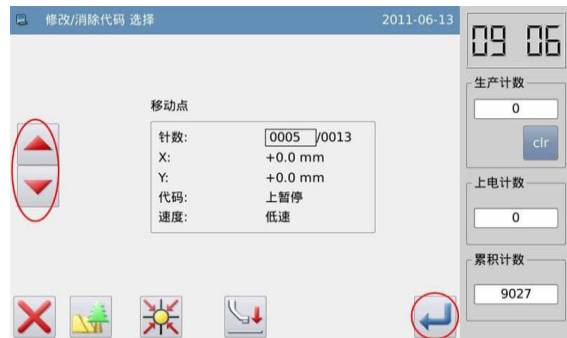 修改/消除代码 选择 2011-06-13
09 06
移动点
针数: 0005 /0013
X: +0.0 mm
Y: +0.0 mm
代码: 上暂停
速度: 低速
生产计数
0
clr
上电计数
0
累积计数
9027